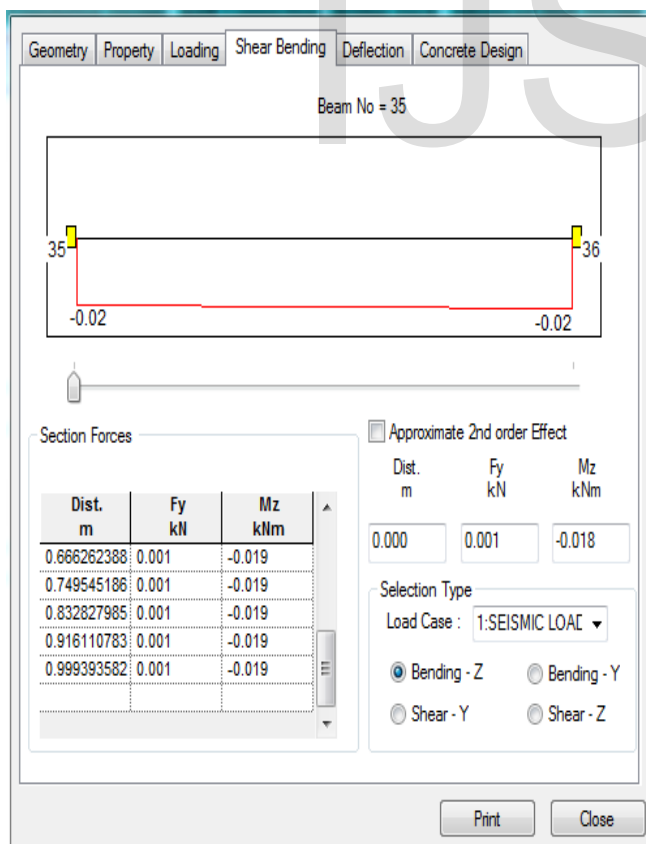 IJS
Geometry Property Loading Shear Bending Deflection Concrete Design
Beam No = 35
35 36
-0.02 -0.02
Section Forces
Dist. Fy Mz
m kN kNm
0.666262388 0.001 -0.019
0.749545186 0.001 -0.019
0.832827985 0.001 -0.019
0.916110783 0.001 -0.019
0.999393582 0.001 -0.019
Approximate 2nd order Effect
Dist. Fy Mz
m kN kNm
0.000 0.001 -0.018
Selection Type
Load Case : 1:SEISMIC LOAD
Bending - Z Bending - Y
Shear - Y Shear - Z
Print Close